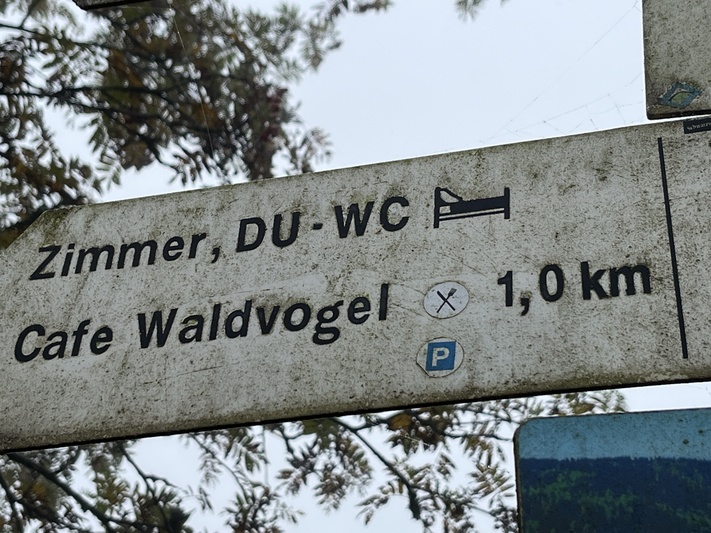 Zimmer, DU-WC
Cafe Waldvogel 1,0 km
P